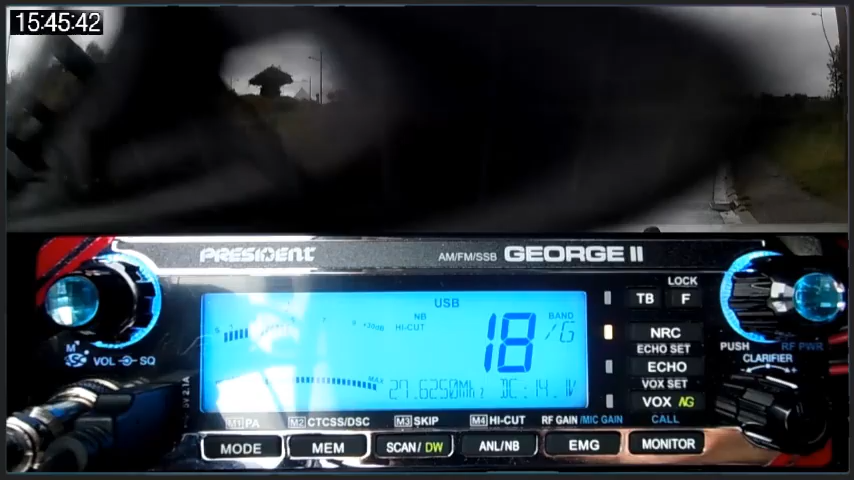 15:45:42
PRESIDENT
AM/FM/SSB GEORGE II
USB
NB
HI-CUT
+30dB
18
BAND
/G
MAX
27.6250MHz DC:14.1V
M
SC VOL SQ
LOCK
TB F
NRC
ECHO SET
ECHO
VOX SET
VOX NG
CALL
PUSH RF PWR
CLARIFIER
M1 PA M2 CTCSS/DSC M3 SKIP M4 HI-CUT RF GAIN/MIC GAIN
MODE MEM SCAN/DW ANL/NB EMG MONITOR